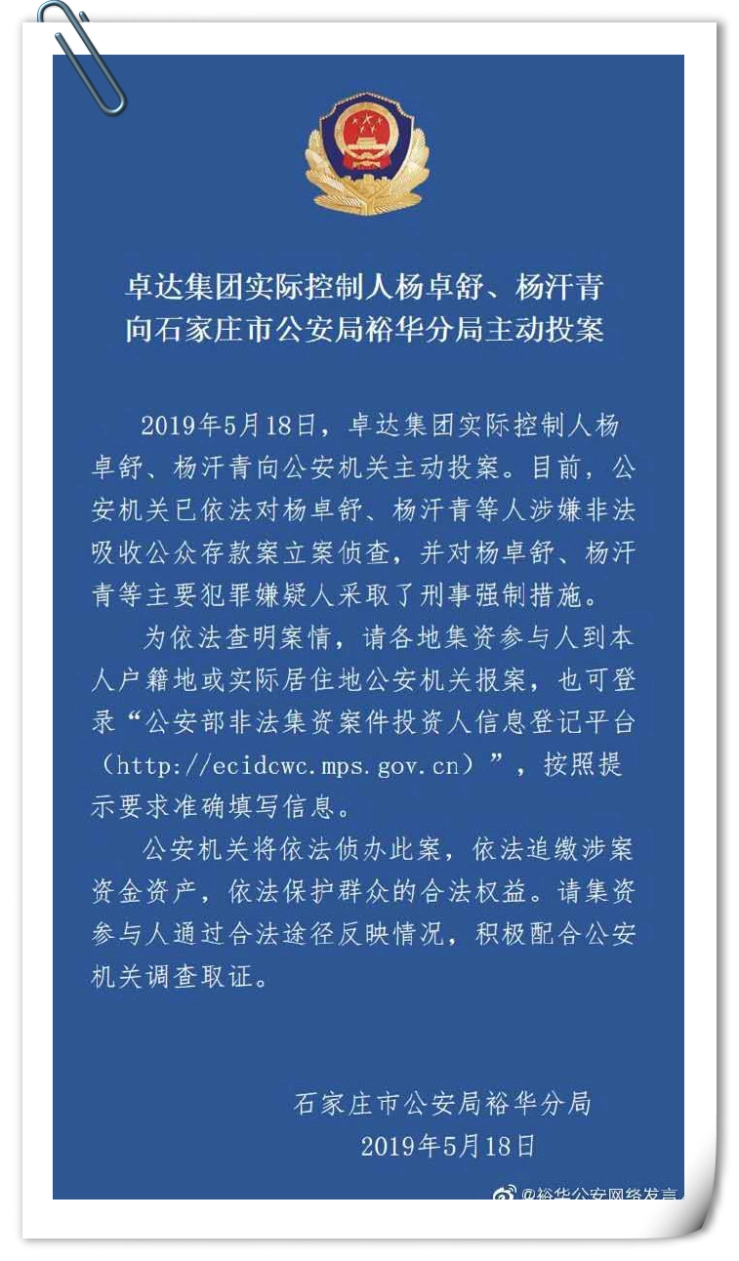 卓达集团实际控制人杨卓舒、杨汗青
向石家庄市公安局裕华分局主动投案
2019年5月18日，卓达集团实际控制人杨
卓舒、杨汗青向公安机关主动投案。目前，公
安机关已依法对杨卓舒、杨汗青等人涉嫌非法
吸收公众存款案立案侦查，并对杨卓舒、杨汗
青等主要犯罪嫌疑人采取了刑事强制措施。
为依法查明案情，请各地集资参与人到本
人户籍地或实际居住地公安机关报案，也可登
录“公安部非法集资案件投资人信息登记平台
（http://ecidcwc.mps.gov.cn）”，按照提
示要求准确填写信息。
公安机关将依法侦办此案，依法追缴涉案
资金资产，依法保护群众的合法权益。请集资
参与人通过合法途径反映情况，积极配合公安
机关调查取证。
石家庄市公安局裕华分局
2019年5月18日
@裕华公安网络发言